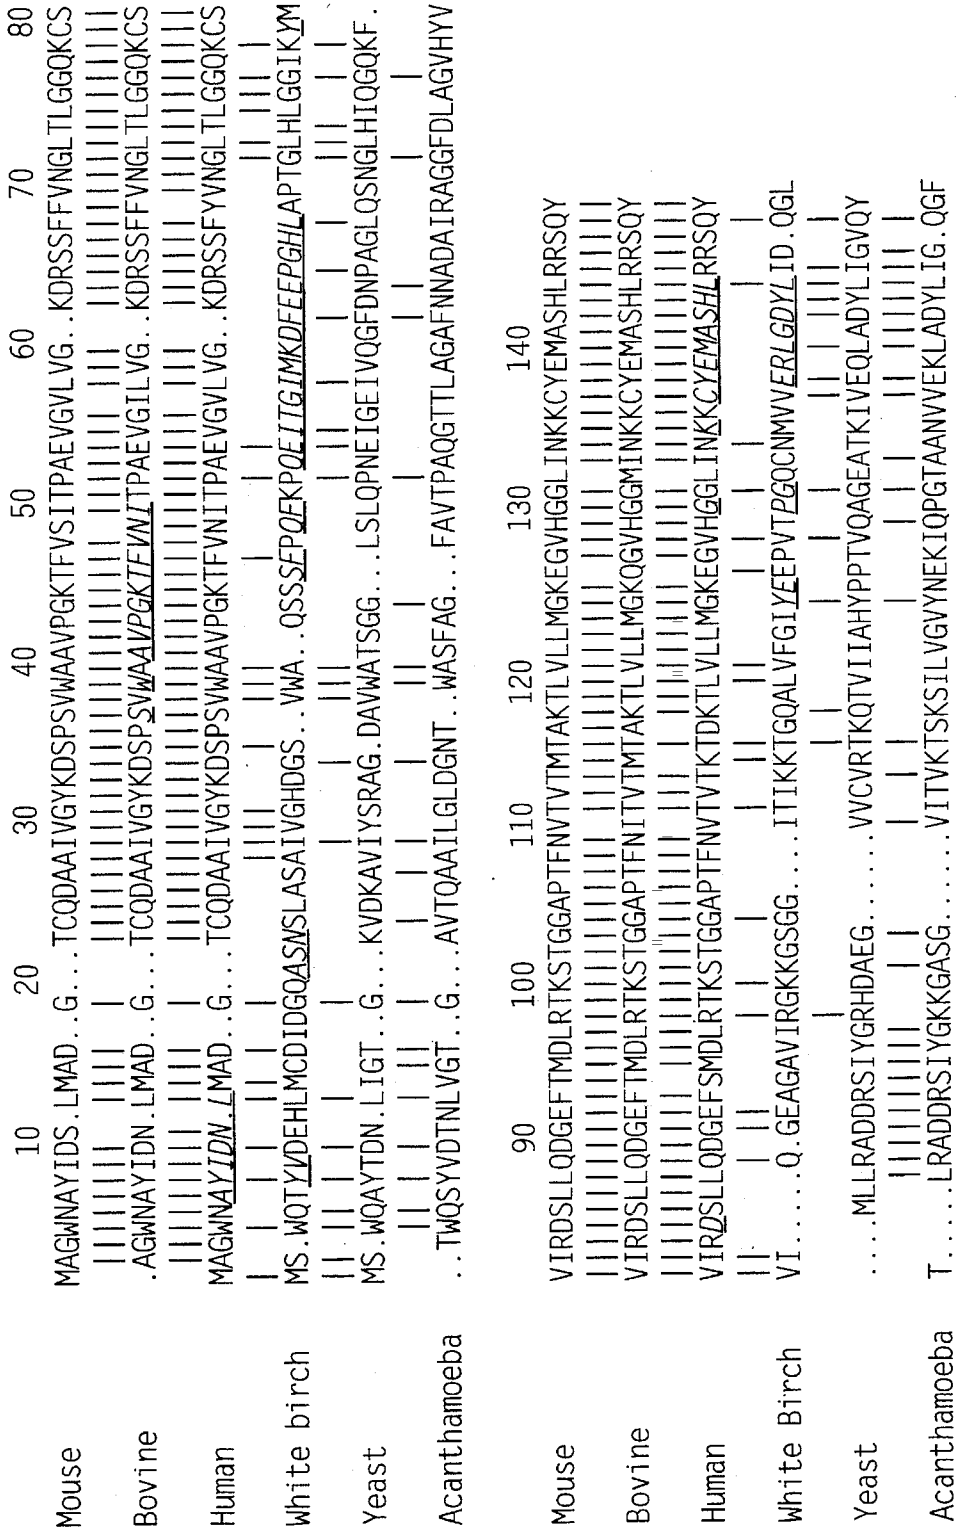 10 20 30 40 50 60 70 80
Mouse MAGWNAYIDS.LMAD..G...TCQDAAIVGYKDSPSVWAAVPGKTFVSITPAEVGVLVG..KDRSSFFVNGLTLGGQKCS
Bovine .AGWNAYIDN.LMAD..G...TCQDAAIVGYKDSPSVWAAVPGKTFVNITPAEVGILVG..KDRSSFFVNGLTLGGQKCS
Human MAGWNAYIDN.LMAD..G...TCQDAAIVGYKDSPSVWAAVPGKTFVNITPAEVGVLVG..KDRSSFYVNGLTLGGQKCS
White birch MS.WQTYVDEHLMCDIDGQASNSLASAIVGHDGS..VWA..QSSSFPQFKPQEITGIMKDFEEPGHLAPTGLHLGGIKYM
Yeast MS.WQAYTDN.LIGT..G...KVDKAVIYSRAG.DAVWATSGG...LSLQPNEIGEIVQGFDNPAGLQSNGLHIQGQKF.
Acanthamoeba ..TWQSYVDTNLVGT..G...AVTQAAILGLDGNT..WASFAG...FAVTPAQGTTLAGAFNNADAIRAGGFDLAGVHYV
90 100 110 120 130 140
Mouse VIRDSLLQDGEFTMDLRTKSTGGAPTFNVTVTMTAKTLVLLMGKEGVHGGLINKKCYEMASHLRRSQY
Bovine VIRDSLLQDGEFTMDLRTKSTGGAPTFNITVTMTAKTLVLLMGKQGVHGGMINKKCYEMASHLRRSQY
Human VIRDSLLQDGEFSMDLRTKSTGGAPTFNVTVTKTDKTLVLLMGKEGVHGGLINKKCYEMASHLRRSQY
White Birch VI.....Q.GEAGAVIRGKKGSGG....ITIKKTGQALVFGIYEEPVTPGQCNMVVERLGDYLID.QGL
Yeast ....MLLRADDRSIYGRHDAEG......VVCVRTKQTVIIAHYPPTVQAGEATKIVEQLADYLIGVQY
Acanthamoeba T.....LRADDRSIYGKKGASG......VITVKTSKSILVGVYNEKIQPGTAANVVEKLADYLIG.QGF